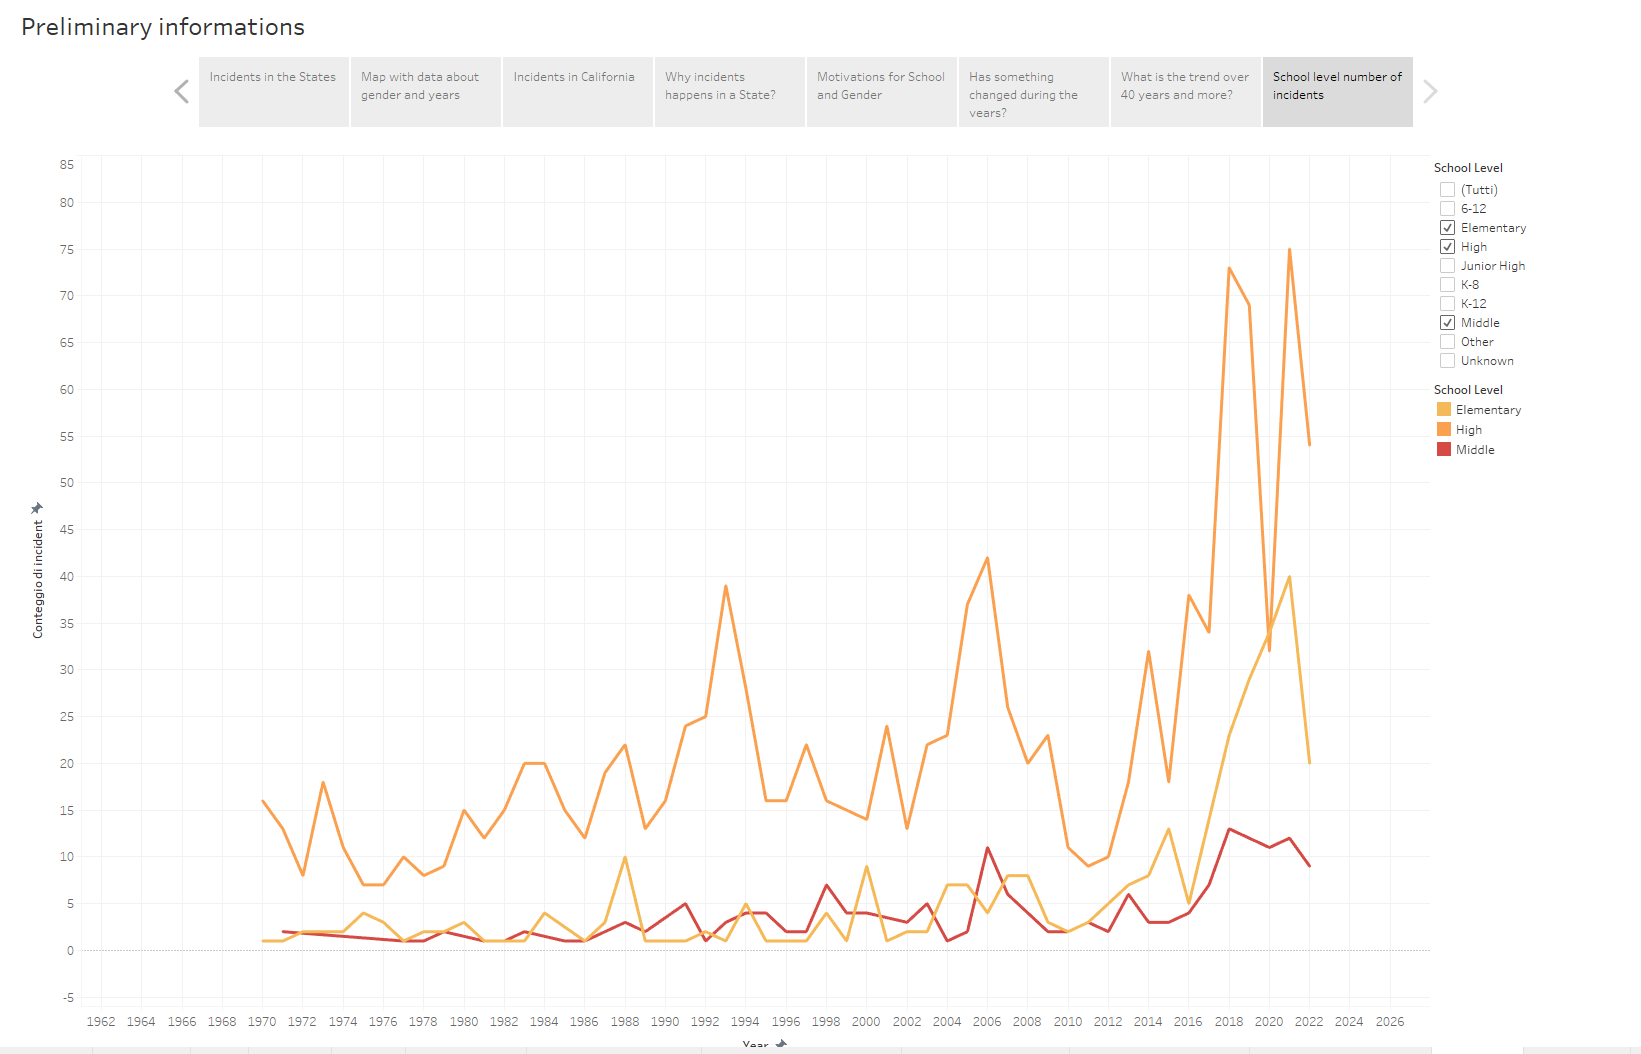 Preliminary informations
Incidents in the States
Map with data about
gender and years
Incidents in California
Why incidents
happens in a State?
Motivations for School
and Gender
Has something
changed during the
years?
What is the trend over
40 years and more?
School level number of
incidents
85
80
75
70
65
60
55
50
45
40
35
30
25
20
15
10
5
0
-5
Conteggio di incident
1962 1964 1966 1968 1970 1972 1974 1976 1978 1980 1982 1984 1986 1988 1990 1992 1994 1996 1998 2000 2002 2004 2006 2008 2010 2012 2014 2016 2018 2020 2022 2024 2026
Year
School Level
(Tutti)
6-12
Elementary
High
Junior High
K-8
K-12
Middle
Other
Unknown
School Level
Elementary
High
Middle